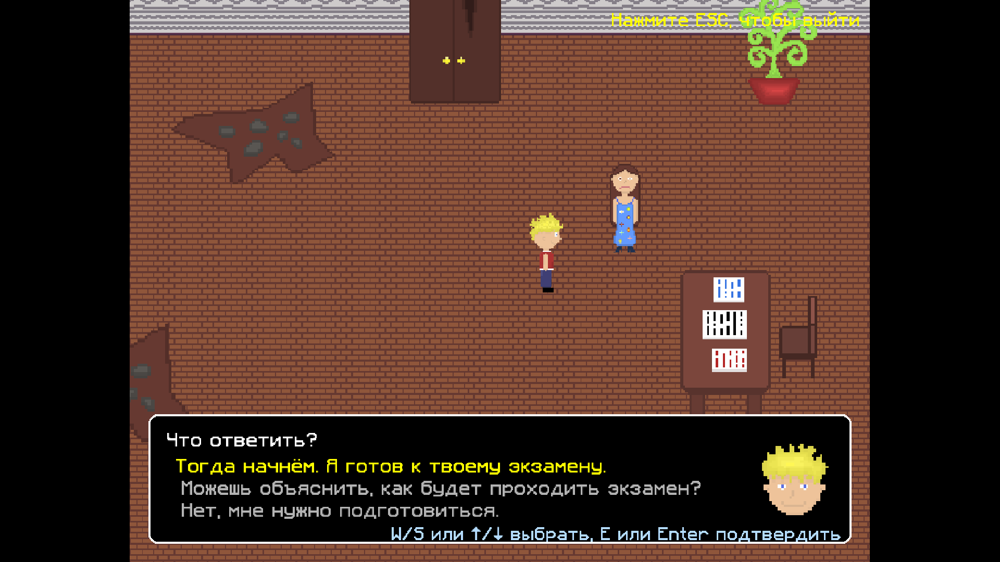 Нажмите ESC, чтобы выйти
Что ответить?
Тогда начнём. Я готов к твоему экзамену.
Можешь объяснить, как будет проходить экзамен?
Нет, мне нужно подготовиться.
W/S или ↑/↓ выбрать, E или Enter подтвердить